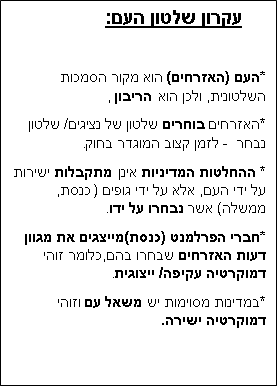 עקרון שלטון העם:
*העם (האזרחים) הוא מקור הסמכות
השלטונית, ולכן הוא הריבון ,
*האזרחים בוחרים שלטון של נציגים/ שלטון
נבחר - לזמן קצוב המוגדר בחוק.
* ההחלטות המדיניות אינן מתקבלות ישירות
על ידי העם, אלא על ידי גופים ( כנסת,
ממשלה) אשר נבחרו על ידו.
*חברי הפרלמנט (כנסת)מייצגים את מגוון
דעות האזרחים שבחרו בהם,כלומר זוהי
דמוקרטיה עקיפה/ ייצוגית.
*במדינות מסוימות יש משאל עם וזוהי
דמוקרטיה ישירה.